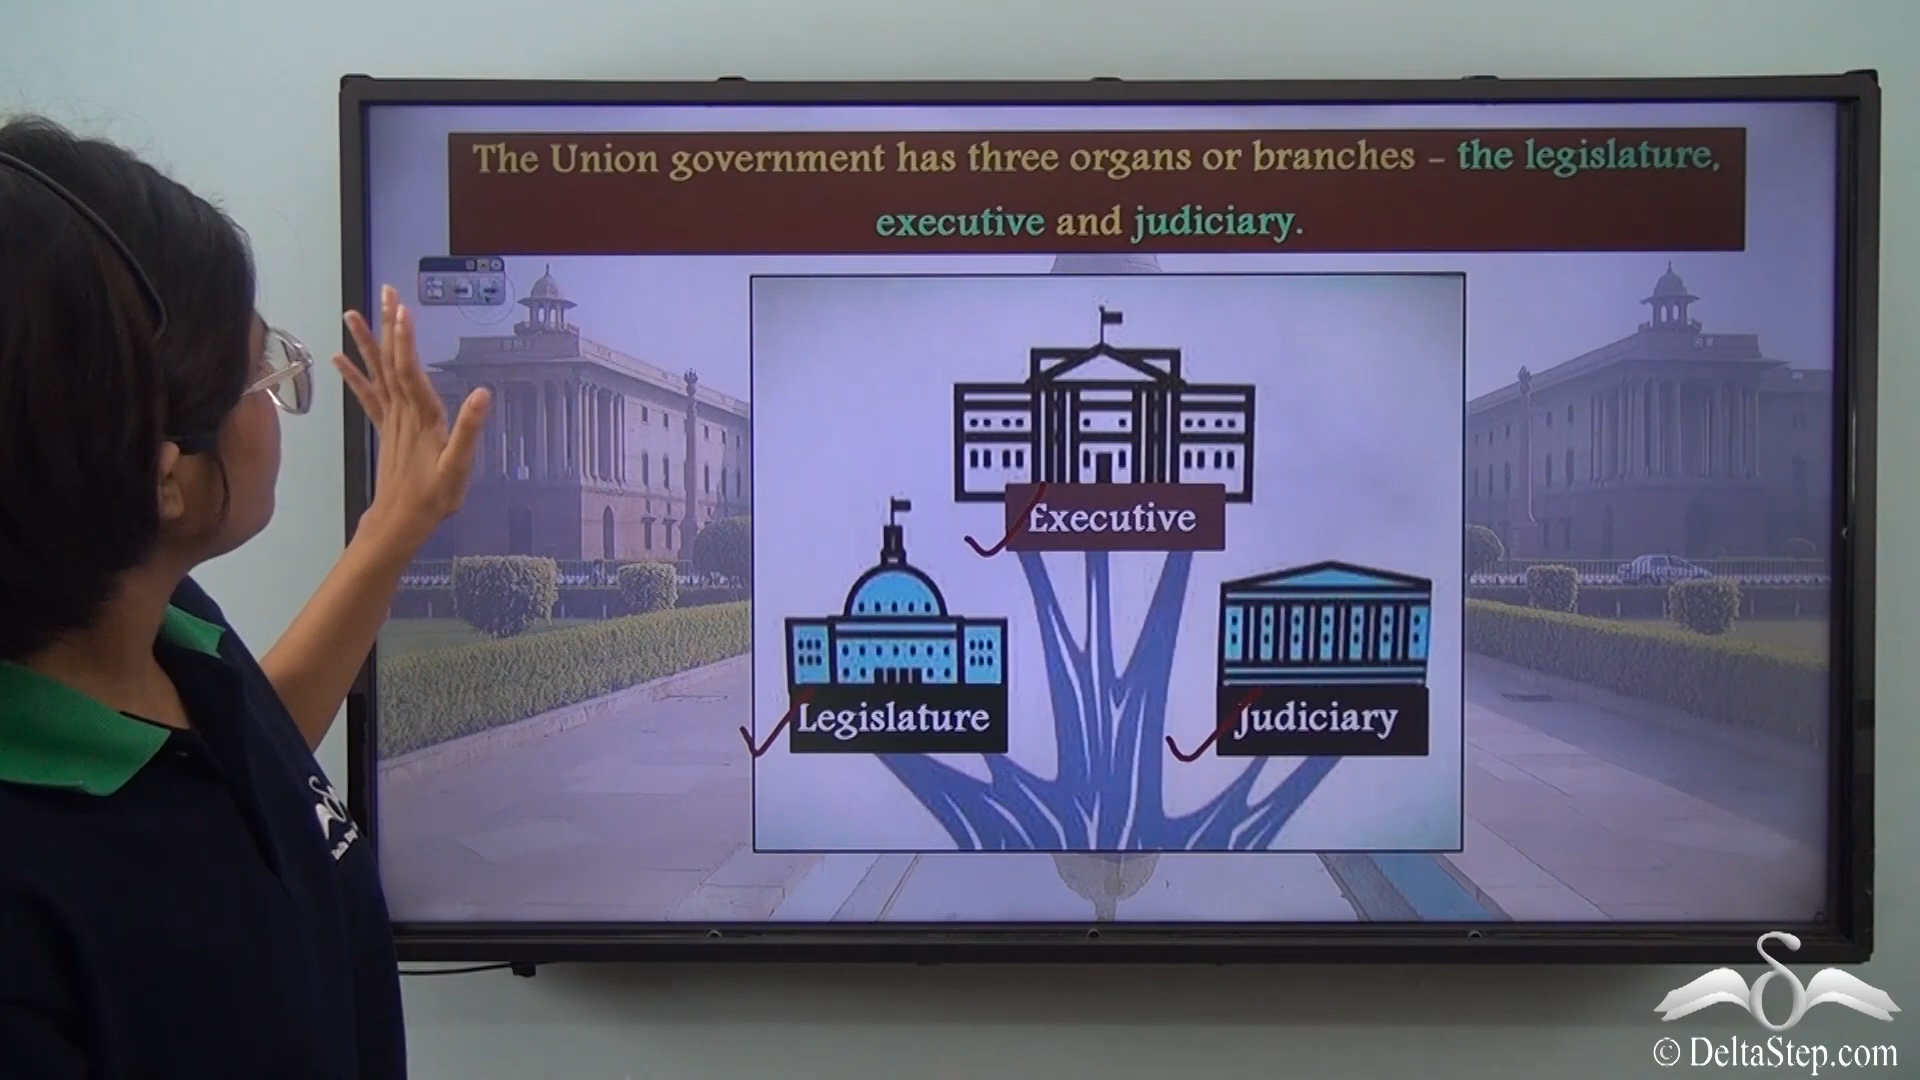 The Union government has three organs or branches – the legislature,
executive and judiciary.
Executive
Legislature
Judiciary
© DeltaStep.com